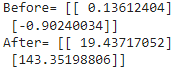 Before= [[ 0.13612404]
[-0.90240034]]
After= [[ 19.43717052]
[143.35198806]]